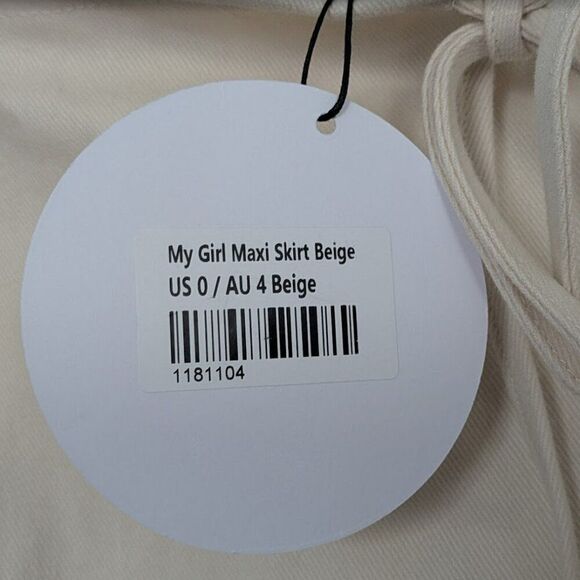 My Girl Maxi Skirt Beige
US 0 / AU 4 Beige
1181104